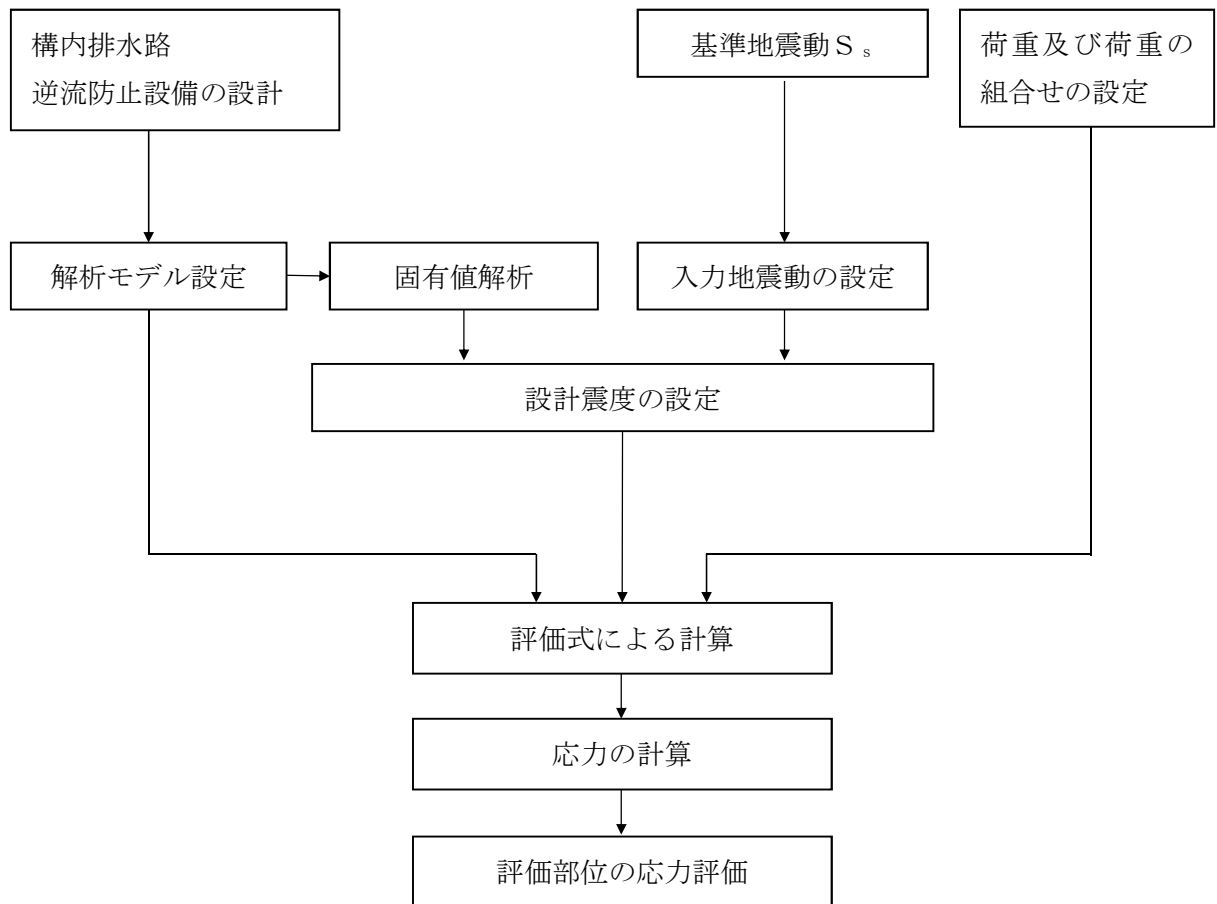 構内排水路
逆流防止設備の設計
基準地震動Ｓｓ
荷重及び荷重の
組合せの設定
解析モデル設定
固有値解析
入力地震動の設定
設計震度の設定
評価式による計算
応力の計算
評価部位の応力評価